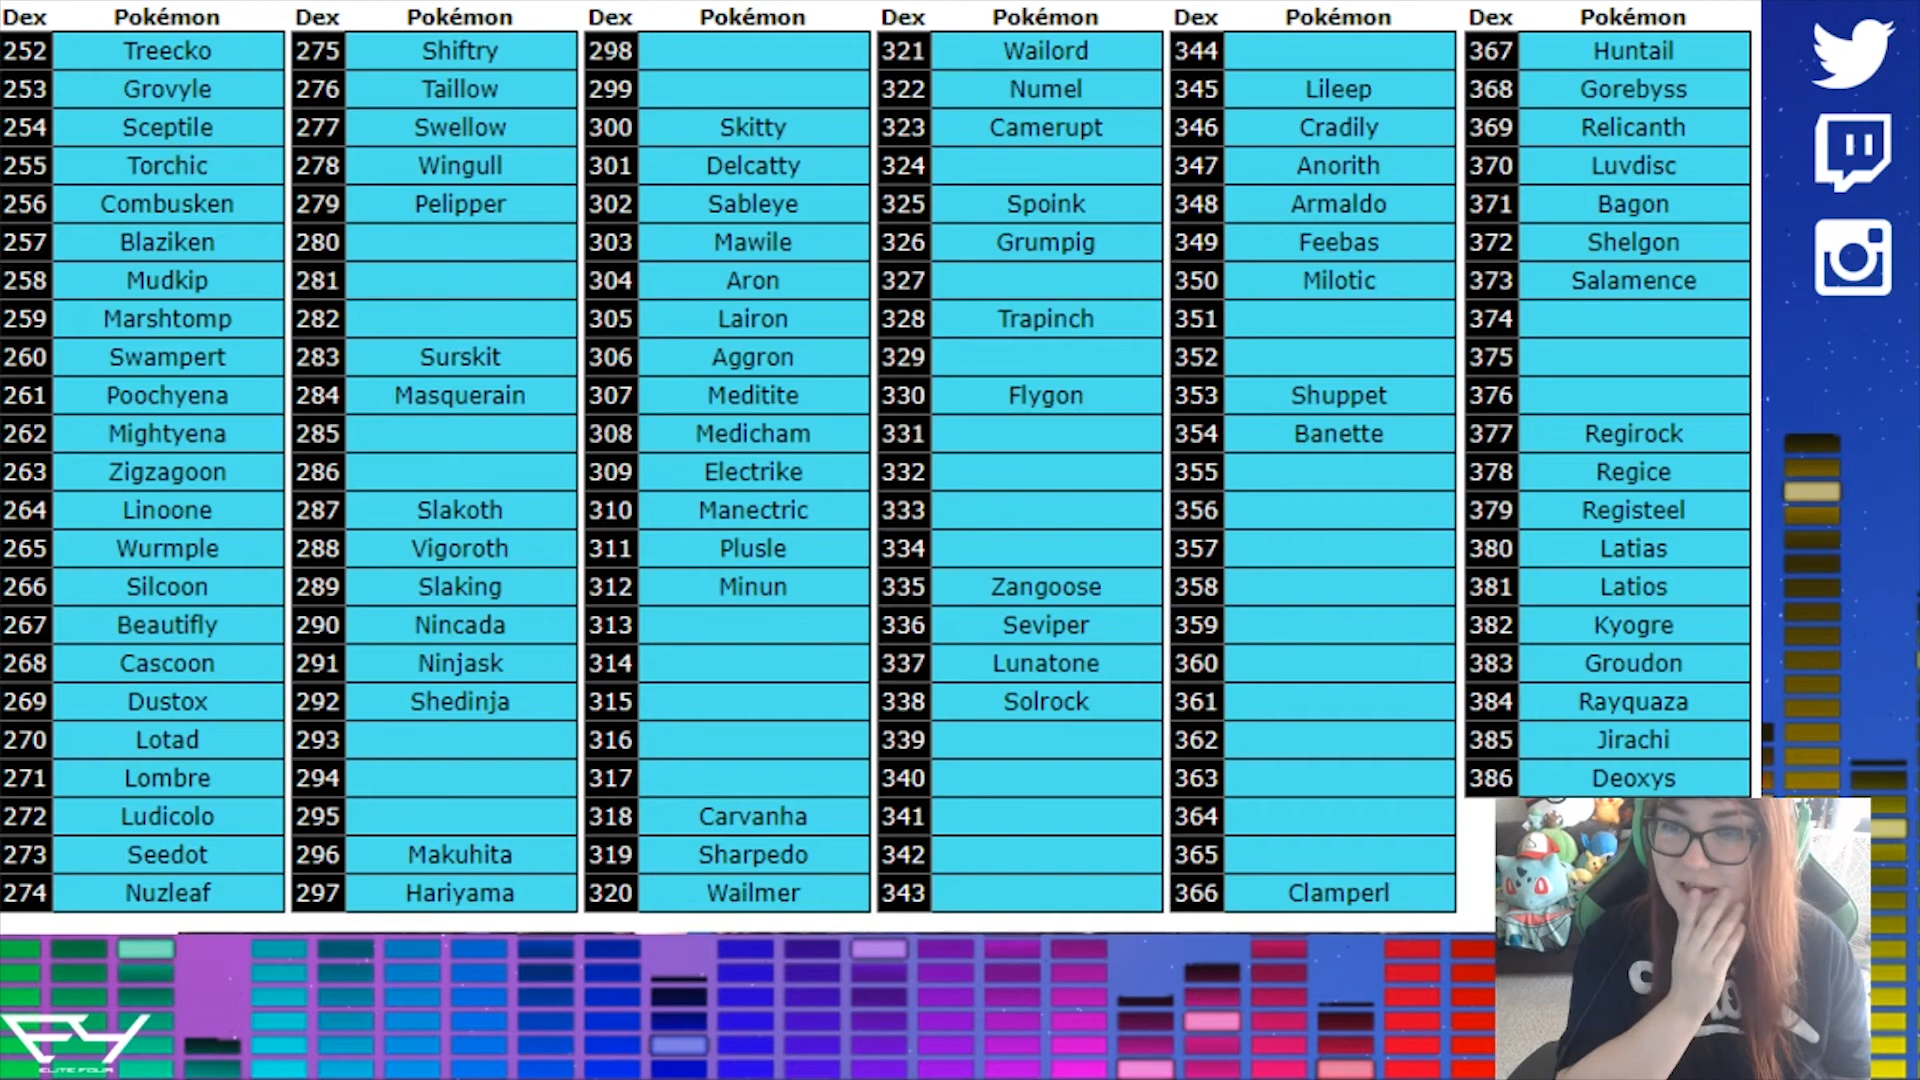 Dex Pokémon Dex Pokémon Dex Pokémon Dex Pokémon Dex Pokémon Dex Pokémon
252 Treecko 275 Shiftry 298 321 Wailord 344 367 Huntail
253 Grovyle 276 Taillow 299 322 Numel 345 Lileep 368 Gorebyss
254 Sceptile 277 Swellow 300 Skitty 323 Camerupt 346 Cradily 369 Relicanth
255 Torchic 278 Wingull 301 Delcatty 324 347 Anorith 370 Luvdisc
256 Combusken 279 Pelipper 302 Sableye 325 Spoink 348 Armaldo 371 Bagon
257 Blaziken 280 303 Mawile 326 Grumpig 349 Feebas 372 Shelgon
258 Mudkip 281 304 Aron 327 350 Milotic 373 Salamence
259 Marshtomp 282 305 Lairon 328 Trapinch 351 374
260 Swampert 283 Surskit 306 Aggron 329 352 375
261 Poochyena 284 Masquerain 307 Meditite 330 Flygon 353 Shuppet 376
262 Mightyena 285 308 Medicham 331 354 Banette 377 Regirock
263 Zigzagoon 286 309 Electrike 332 355 378 Regice
264 Linoone 287 Slakoth 310 Manectric 333 356 379 Registeel
265 Wurmple 288 Vigoroth 311 Plusle 334 357 380 Latias
266 Silcoon 289 Slaking 312 Minun 335 Zangoose 358 381 Latios
267 Beautifly 290 Nincada 313 336 Seviper 359 382 Kyogre
268 Cascoon 291 Ninjask 314 337 Lunatone 360 383 Groudon
269 Dustox 292 Shedinja 315 338 Solrock 361 384 Rayquaza
270 Lotad 293 316 339 362 385 Jirachi
271 Lombre 294 317 340 363 386 Deoxys
272 Ludicolo 295 318 Carvanha 341 364
273 Seedot 296 Makuhita 319 Sharpedo 342 365
274 Nuzleaf 297 Hariyama 320 Wailmer 343 366 Clamperl
ELITE FOUR